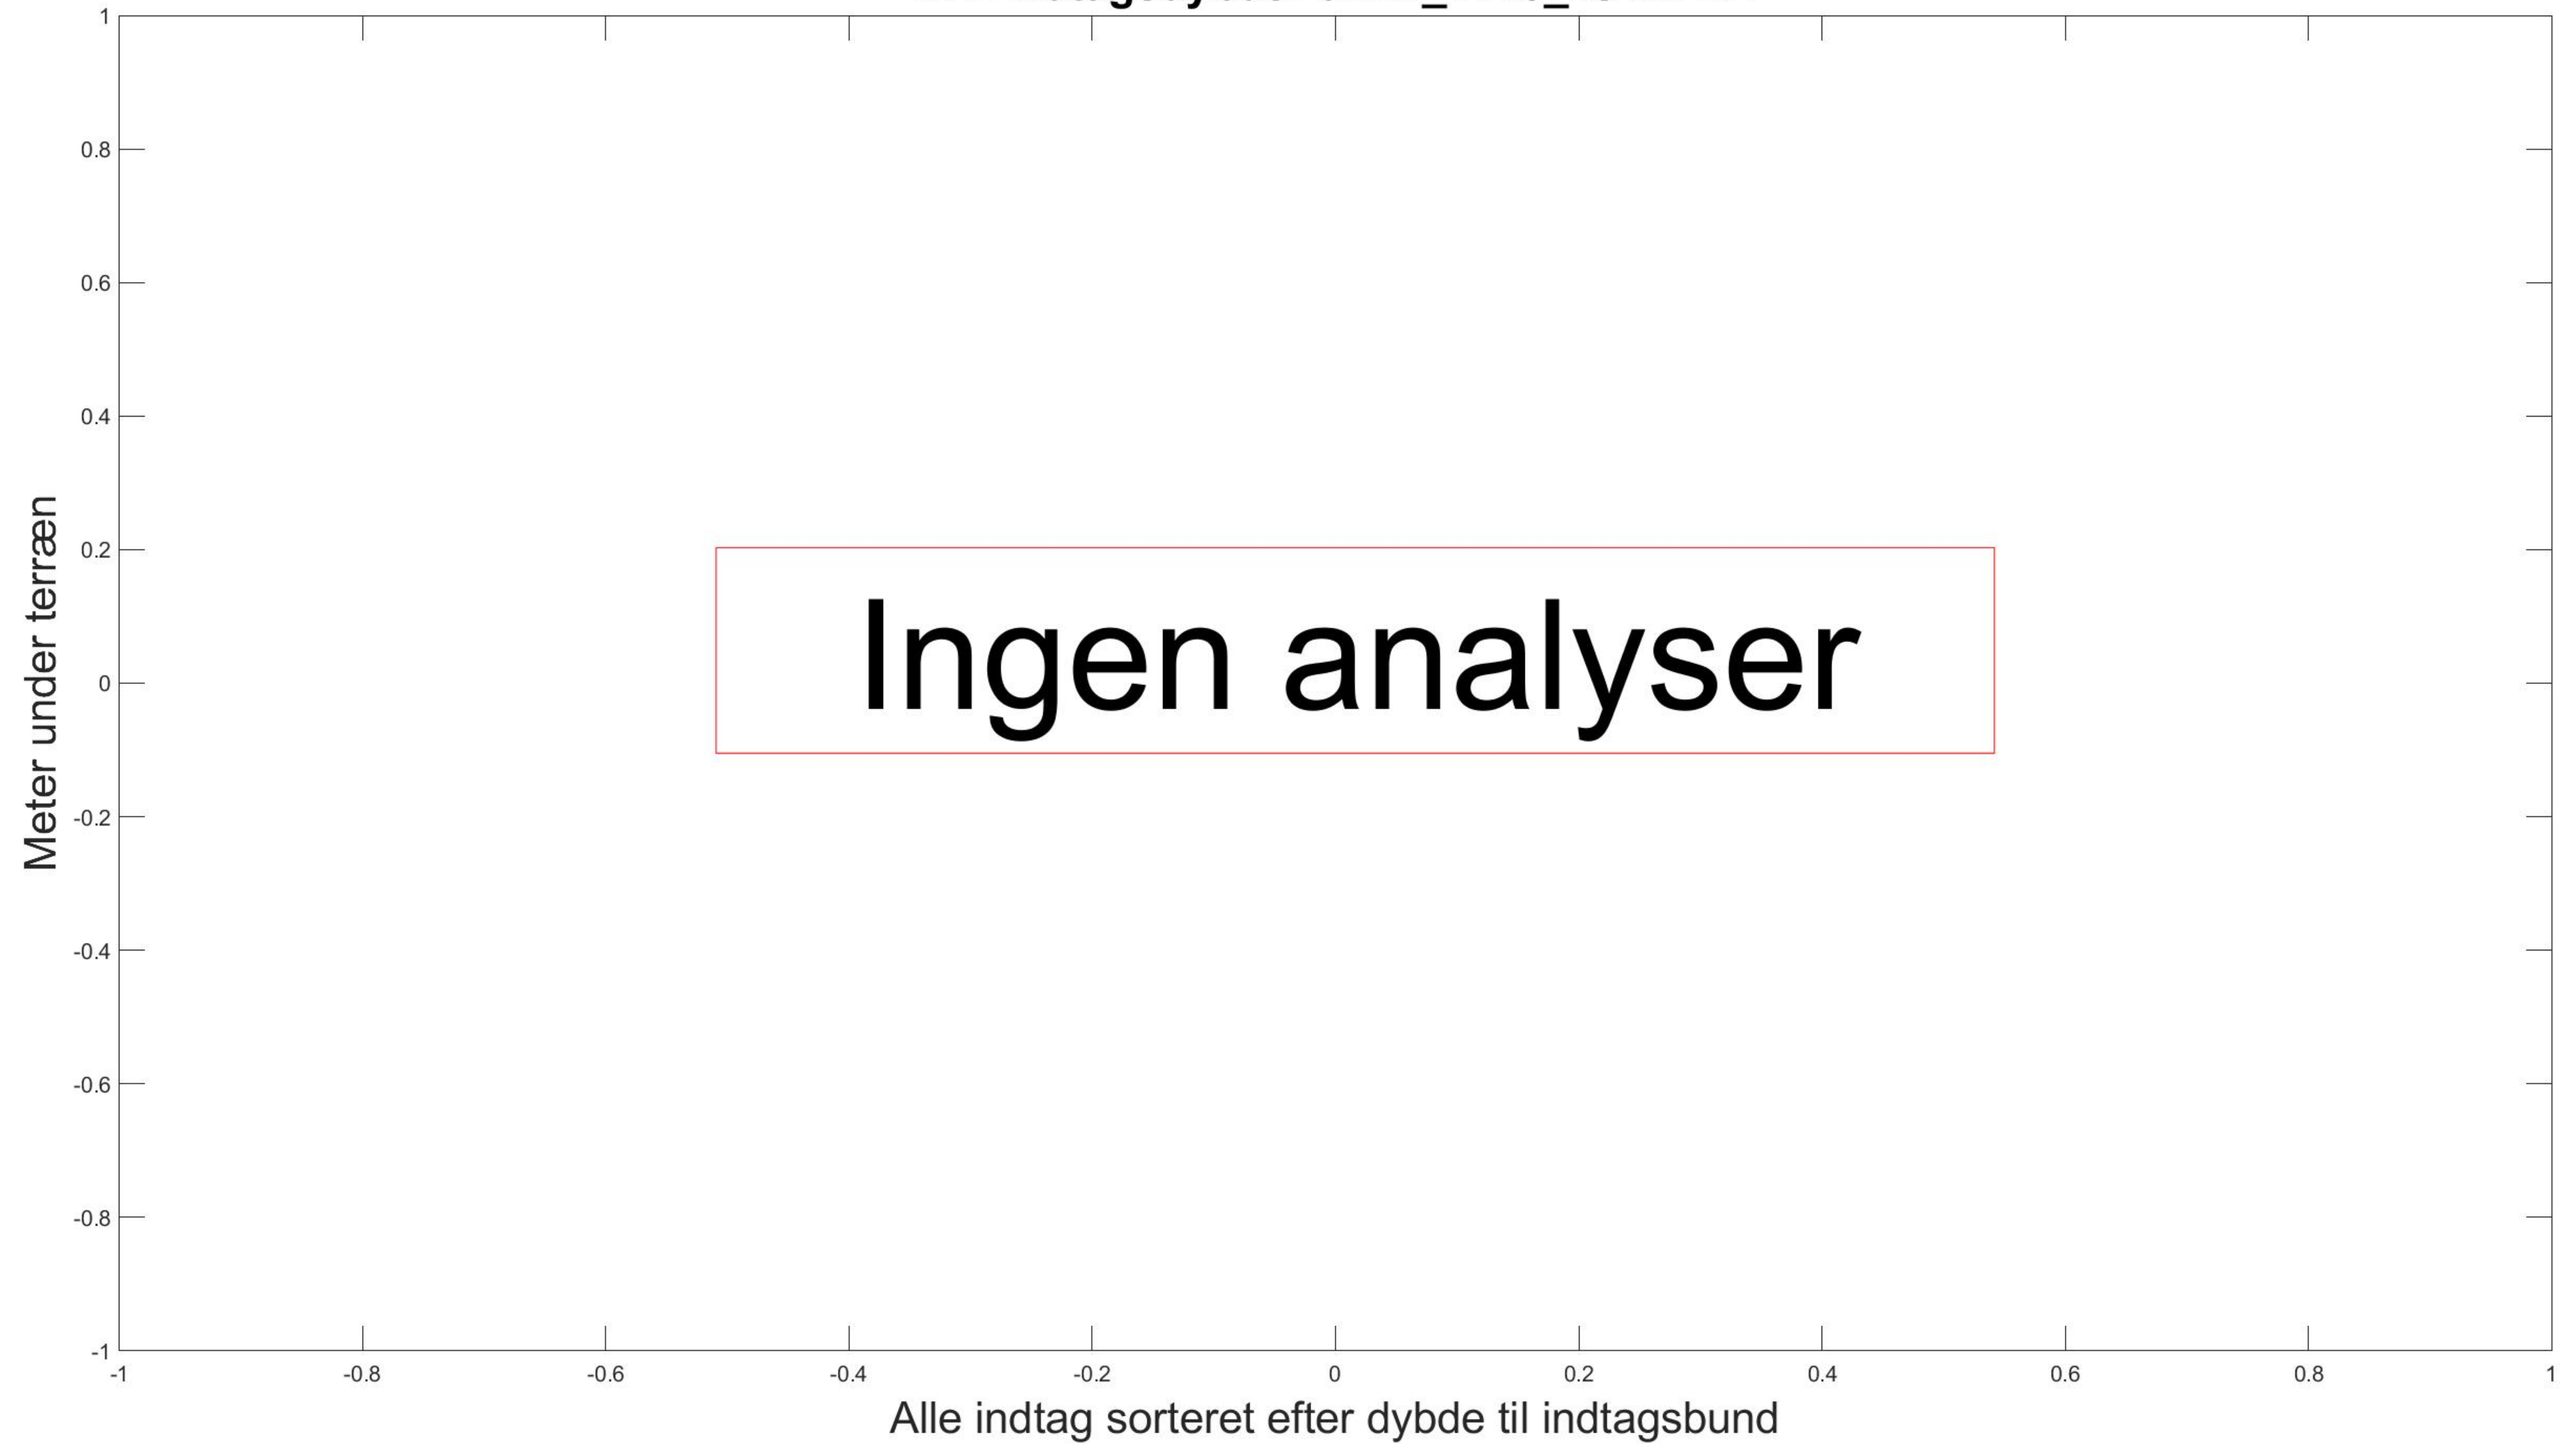 1
0.8
0.6
0.4
0.2
0
-0.2
-0.4
-0.6
-0.8
-1
Meter under terræn
Ingen analyser
-1 -0.8 -0.6 -0.4 -0.2 0 0.2 0.4 0.6 0.8 1
Alle indtag sorteret efter dybde til indtagsbund